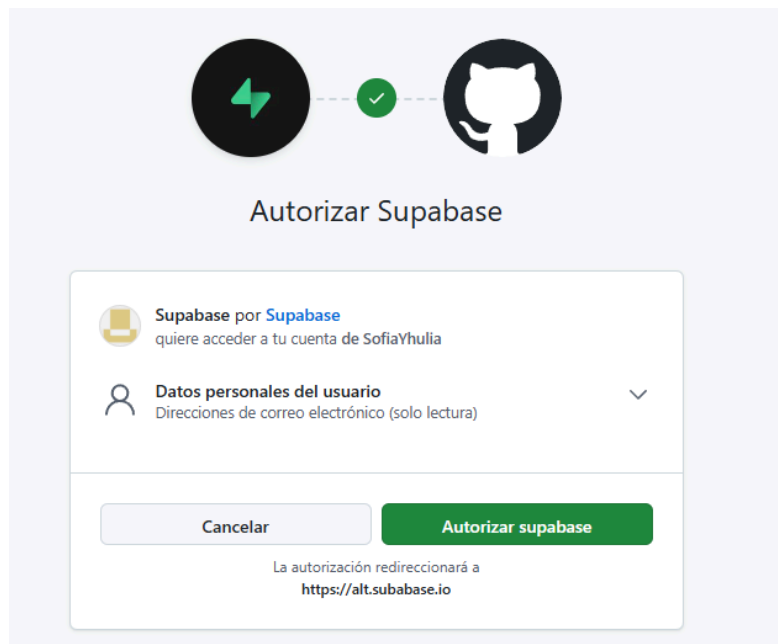 Autorizar Supabase
Supabase por Supabase
quiere acceder a tu cuenta de SofiaYhulia
Datos personales del usuario
Direcciones de correo electrónico (solo lectura)
Cancelar
Autorizar supabase
La autorización redireccionará a
https://alt.subabase.io